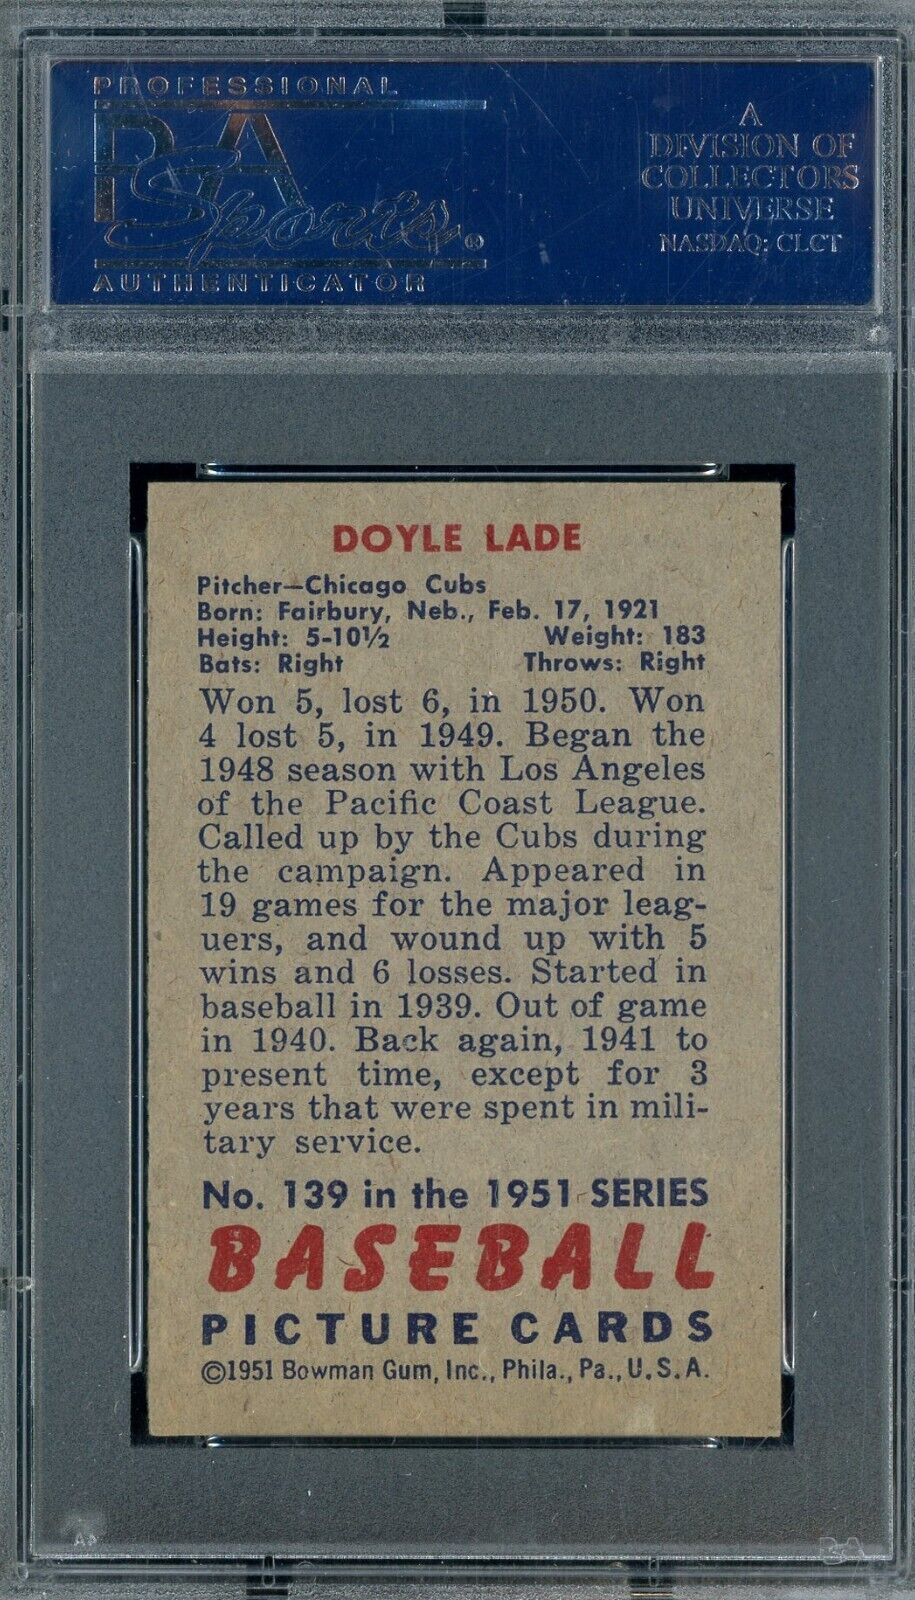 PROFESSIONAL
PSA
Sports®
AUTHENTICATOR
A
DIVISION OF
COLLECTORS
UNIVERSE
NASDAQ: CLCT
DOYLE LADE
Pitcher—Chicago Cubs
Born: Fairbury, Neb., Feb. 17, 1921
Height: 5-10½ Weight: 183
Bats: Right Throws: Right
Won 5, lost 6, in 1950. Won
4 lost 5, in 1949. Began the
1948 season with Los Angeles
of the Pacific Coast League.
Called up by the Cubs during
the campaign. Appeared in
19 games for the major leag-
uers, and wound up with 5
wins and 6 losses. Started in
baseball in 1939. Out of game
in 1940. Back again, 1941 to
present time, except for 3
years that were spent in mili-
tary service.
No. 139 in the 1951 SERIES
BASEBALL
PICTURE CARDS
©1951 Bowman Gum, Inc., Phila., Pa., U.S.A.